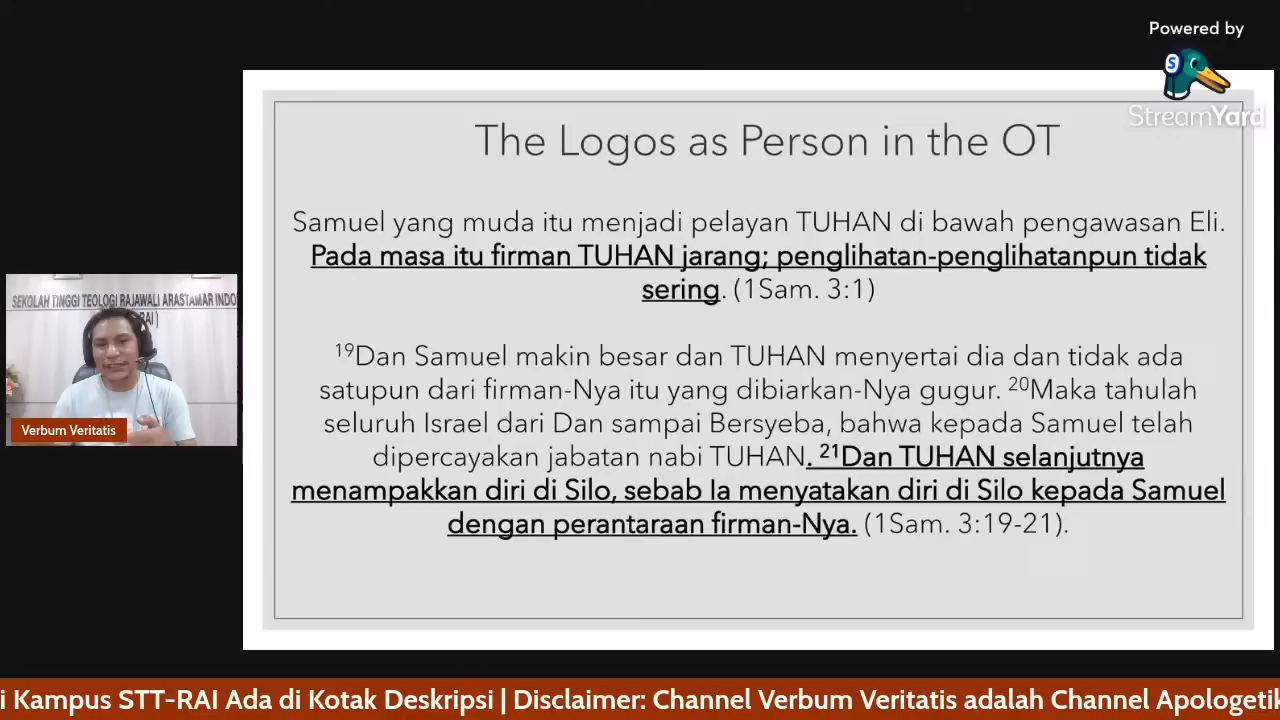 Powered by
StreamYard
The Logos as Person in the OT
Samuel yang muda itu menjadi pelayan TUHAN di bawah pengawasan Eli.
Pada masa itu firman TUHAN jarang; penglihatan-penglihatanpun tidak
sering. (1Sam. 3:1)
19Dan Samuel makin besar dan TUHAN menyertai dia dan tidak ada
satupun dari firman-Nya itu yang dibiarkan-Nya gugur. 20Maka tahulah
seluruh Israel dari Dan sampai Bersyeba, bahwa kepada Samuel telah
dipercayakan jabatan nabi TUHAN. 21Dan TUHAN selanjutnya
menampakkan diri di Silo, sebab Ia menyatakan diri di Silo kepada Samuel
dengan perantaraan firman-Nya. (1Sam. 3:19-21).
SEKOLAH TINGGI TEOLOGI RAJAWALI ARASTAMAR INDO
RAI )
Verbum Veritatis
i Kampus STT-RAI Ada di Kotak Deskripsi | Disclaimer: Channel Verbum Veritatis adalah Channel Apologetik